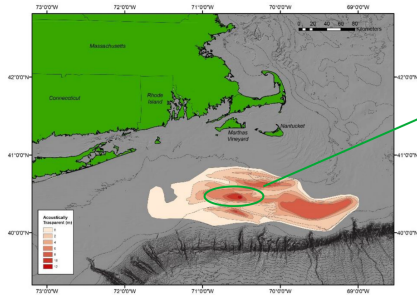 73°0'0"W 72°0'0"W 71°0'0"W 70°0'0"W 69°0'0"W
0 20 40 60 80
Kilometers
Massachusetts
42°0'0"N 42°0'0"N
Connecticut
Rhode
Island
Marthas
Vineyard
Nantucket
41°0'0"N 41°0'0"N
Acoustically
Trasparent (m)
40°0'0"N 40°0'0"N
73°0'0"W 72°0'0"W 71°0'0"W 70°0'0"W 69°0'0"W